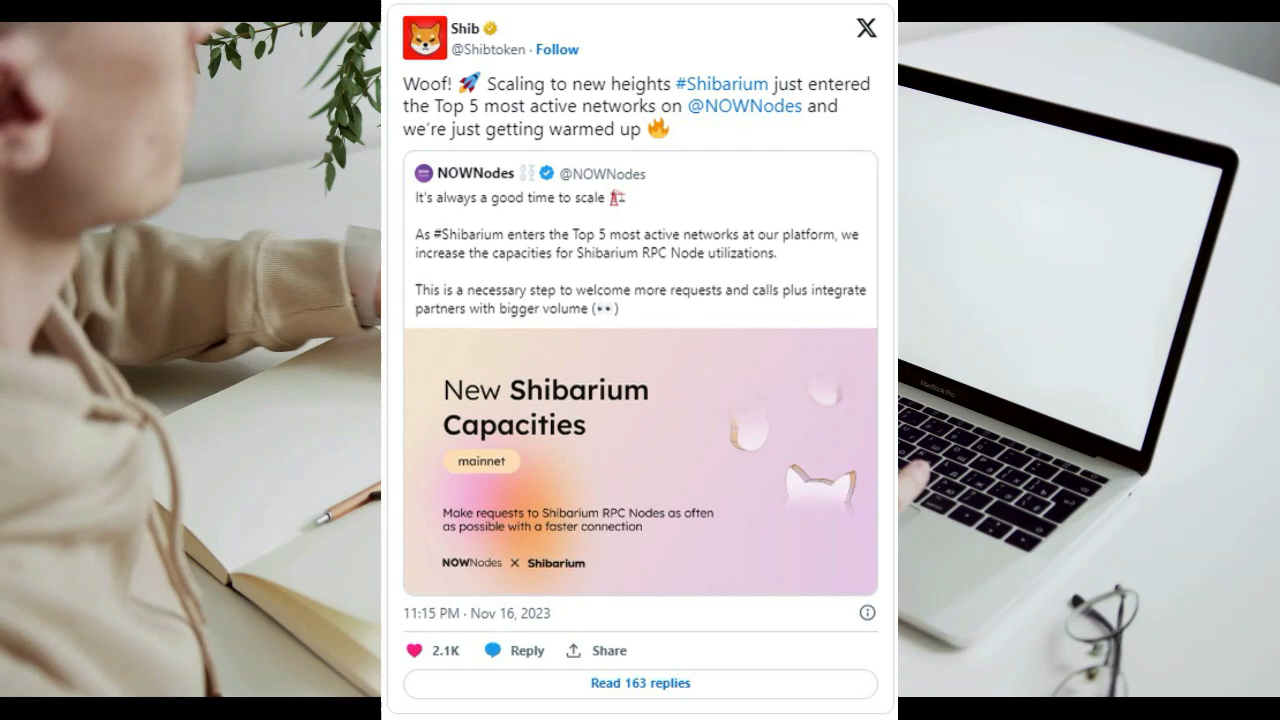 Shib
@Shibtoken · Follow
Woof! 🚀 Scaling to new heights #Shibarium just entered
the Top 5 most active networks on @NOWNodes and
we're just getting warmed up 🔥
NOWNodes @NOWNodes
It's always a good time to scale 🏗️
As #Shibarium enters the Top 5 most active networks at our platform, we
increase the capacities for Shibarium RPC Node utilizations.
This is a necessary step to welcome more requests and calls plus integrate
partners with bigger volume (👀)
New Shibarium
Capacities
mainnet
Make requests to Shibarium RPC Nodes as often
as possible with a faster connection
NOWNodes X Shibarium
11:15 PM · Nov 16, 2023
2.1K Reply Share
Read 163 replies
MacBook Pro